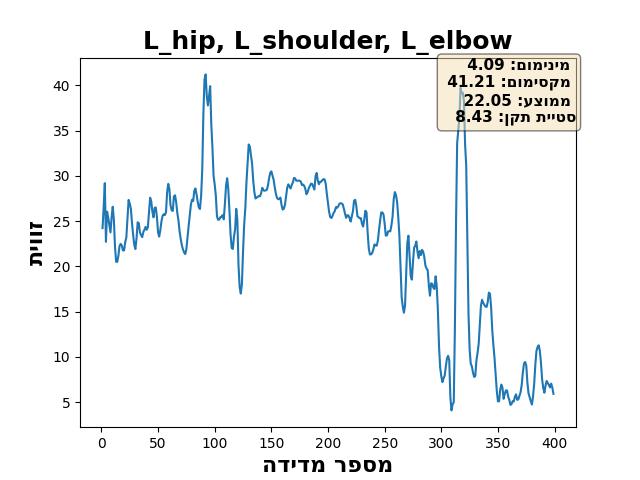 L_hip, L_shoulder, L_elbow
מינימום: 4.09
מקסימום: 41.21
ממוצע: 22.05
סטיית תקן: 8.43
זווית
40
35
30
25
20
15
10
5
0 50 100 150 200 250 300 350 400
מספר מדידה